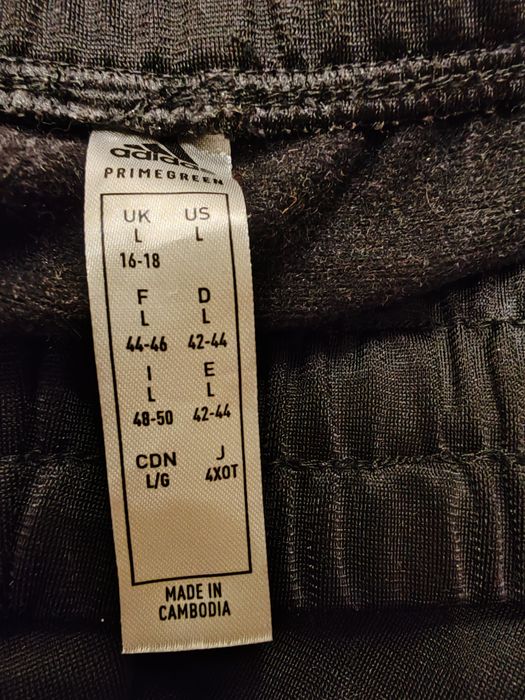 adidas
PRIMEGREEN
UK US
L L
16-18
F D
L L
44-46 42-44
I E
L L
48-50 42-44
CDN J
L/G 4XOT
MADE IN
CAMBODIA